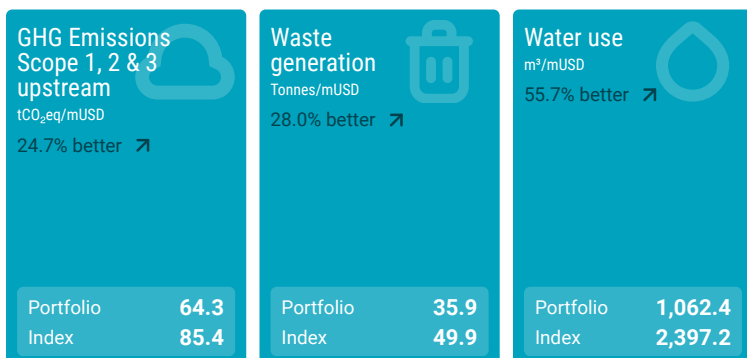 GHG Emissions
Scope 1, 2 & 3
upstream
tCO₂eq/mUSD
24.7% better
Portfolio 64.3
Index 85.4
Waste
generation
Tonnes/mUSD
28.0% better
Portfolio 35.9
Index 49.9
Water use
m³/mUSD
55.7% better
Portfolio 1,062.4
Index 2,397.2